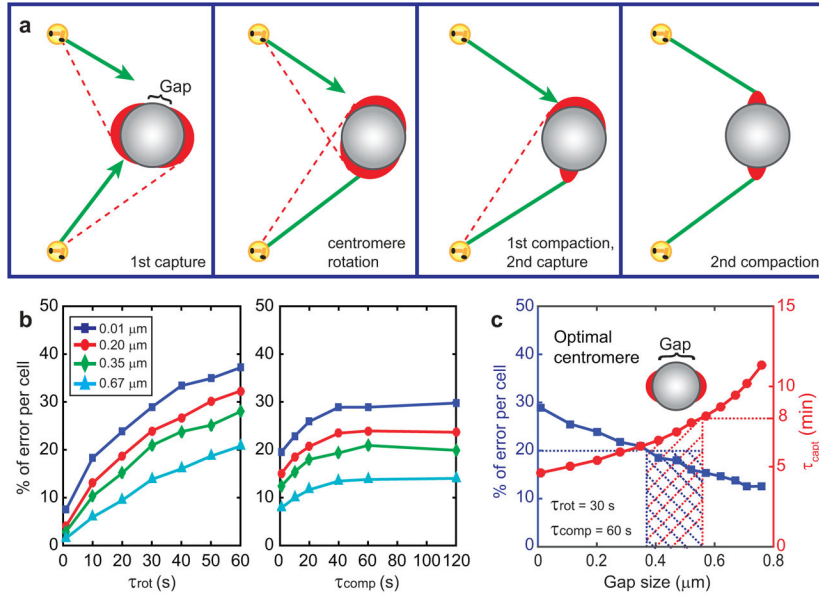 a
Gap
1st capture
centromere
rotation
1st compaction,
2nd capture
2nd compaction
b
50
40
30
20
10
0
% of error per cell
0.01 μm
0.20 μm
0.35 μm
0.67 μm
0 10 20 30 40 50 60
τrot (s)
50
40
30
20
10
0
0 20 40 60 80 100 120
τcomp (s)
c
50
40
30
20
10
0
% of error per cell
Optimal
centromere
Gap
τrot = 30 s
τcomp = 60 s
0 0.2 0.4 0.6 0.8
Gap size (μm)
15
10
8
5
0
τcapt (min)